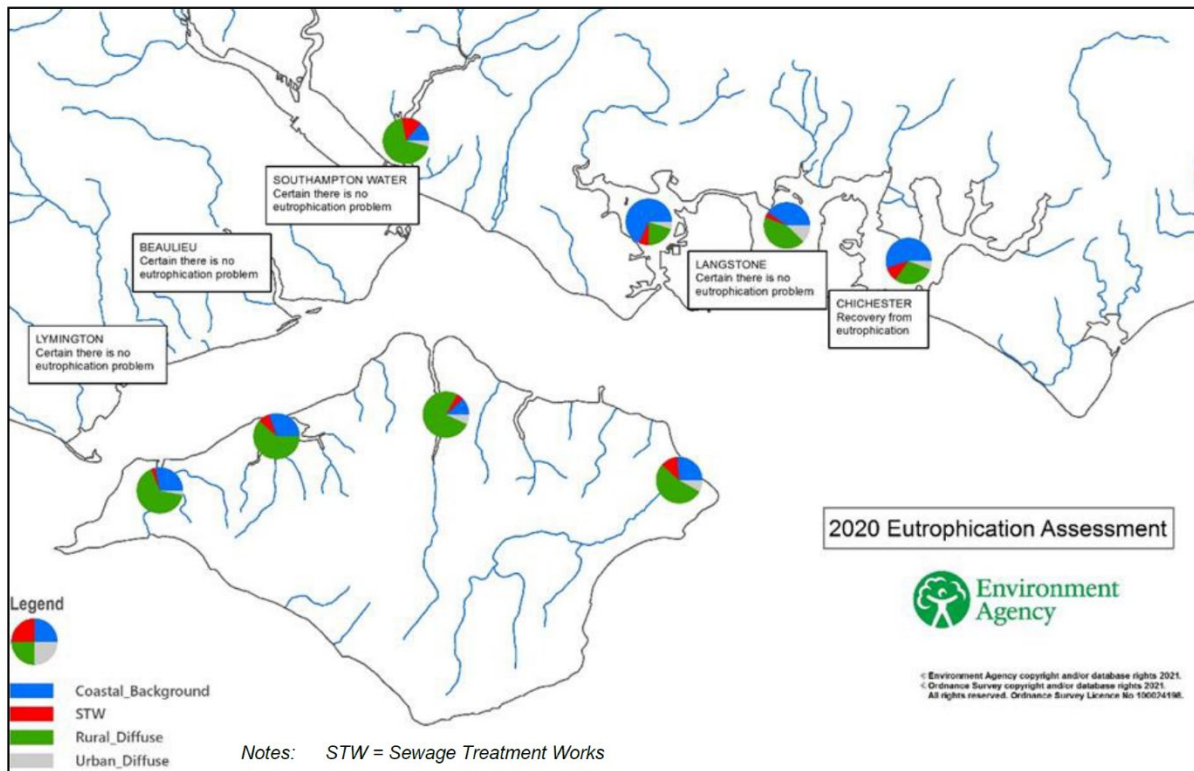 SOUTHAMPTON WATER
Certain there is no
eutrophication problem
BEAULIEU
Certain there is no
eutrophication problem
LANGSTONE
Certain there is no
eutrophication problem
CHICHESTER
Recovery from
eutrophication
LYMINGTON
Certain there is no
eutrophication problem
2020 Eutrophication Assessment
Environment
Agency
Legend
Coastal_Background
STW
Rural_Diffuse
Urban_Diffuse
© Environment Agency copyright and/or database rights 2021.
© Ordnance Survey copyright and/or database rights 2021.
All rights reserved. Ordnance Survey Licence No 100024198.
Notes: STW = Sewage Treatment Works